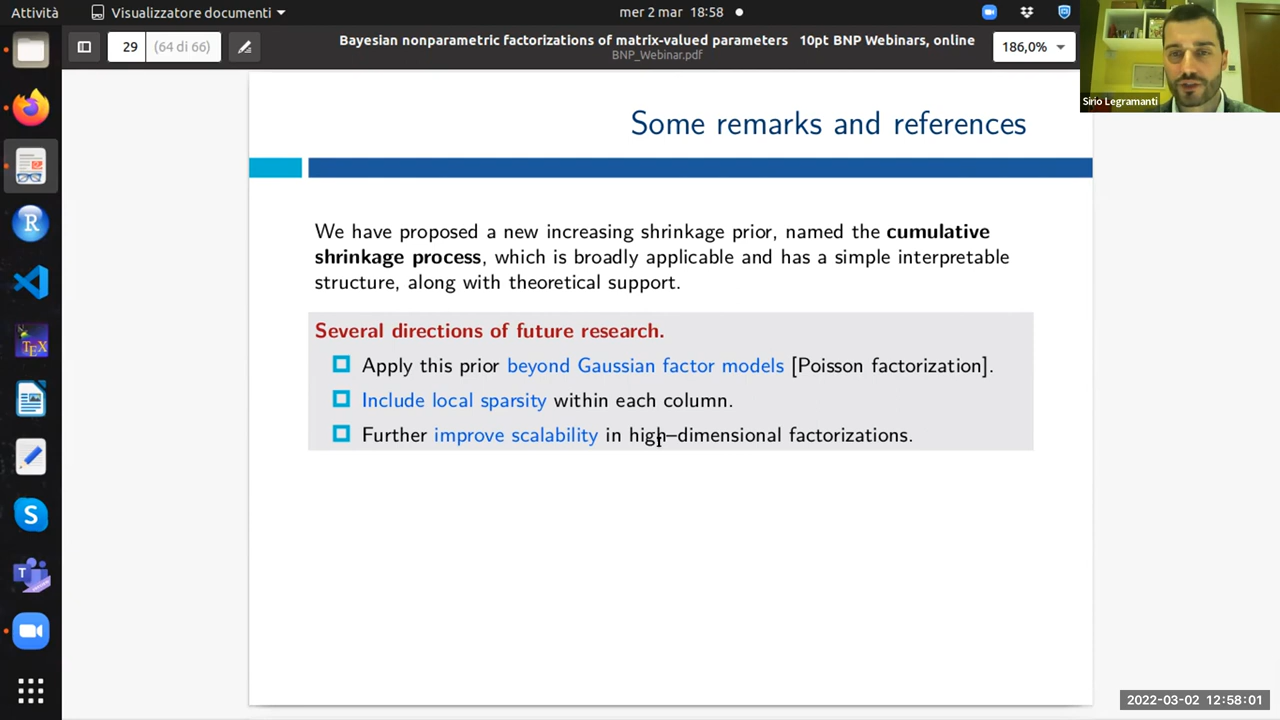 Attività
Visualizzatore documenti
mer 2 mar 18:58
29
(64 di 66)
Bayesian nonparametric factorizations of matrix-valued parameters 10pt BNP Webinars, online
BNP_Webinar.pdf
186,0%
Sirio Legramanti
Some remarks and references
We have proposed a new increasing shrinkage prior, named the cumulative
shrinkage process, which is broadly applicable and has a simple interpretable
structure, along with theoretical support.
Several directions of future research.
Apply this prior beyond Gaussian factor models [Poisson factorization].
Include local sparsity within each column.
Further improve scalability in high–dimensional factorizations.
R
TEX
S
T
2022-03-02 12:58:01